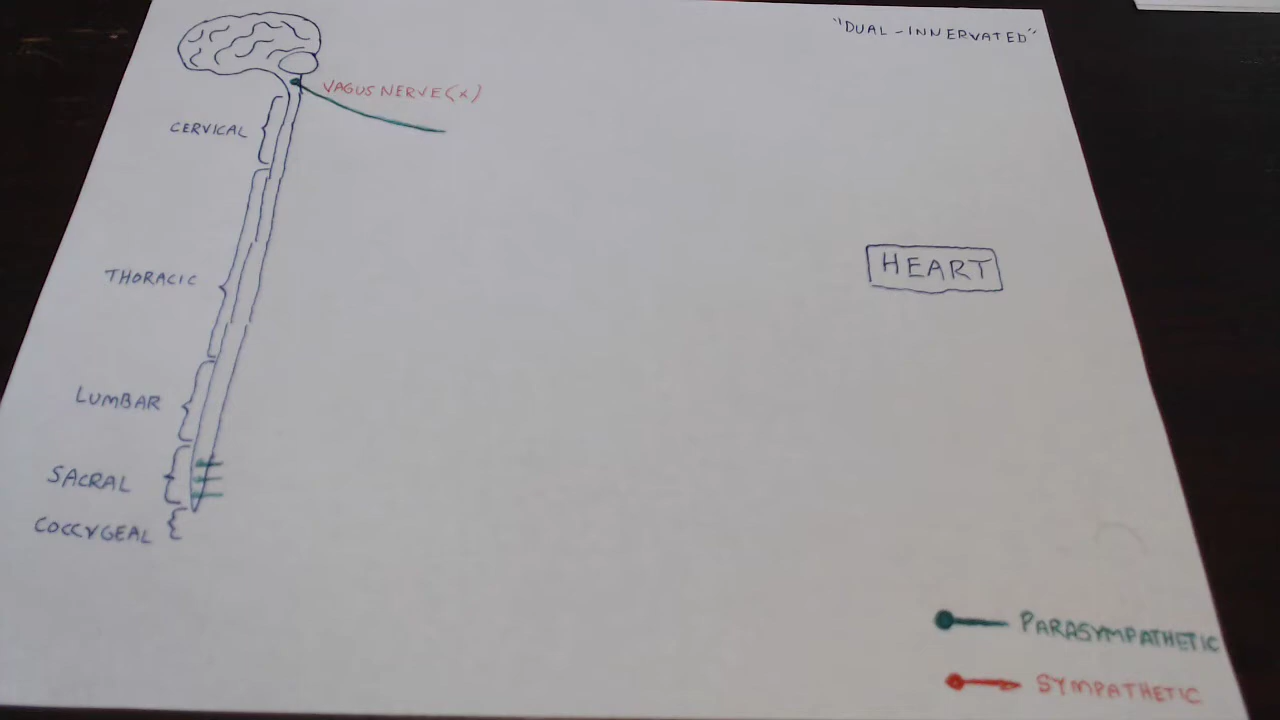 "DUAL-INNERVATED"
VAGUS NERVE (X)
CERVICAL
THORACIC
HEART
LUMBAR
SACRAL
COCCYGEAL
PARASYMPATHETIC
SYMPATHETIC